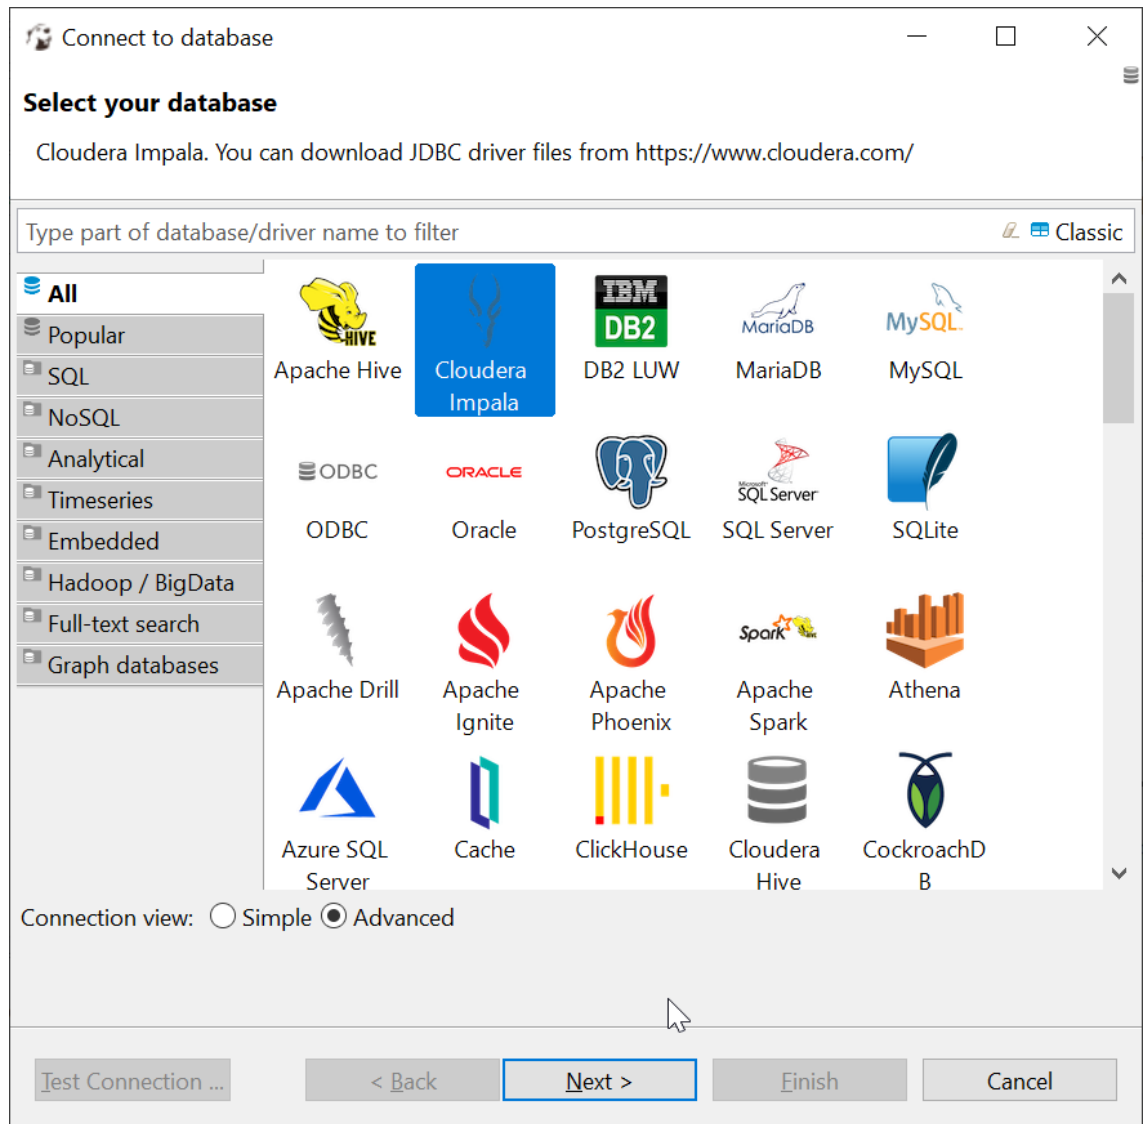 Connect to database
Select your database
Cloudera Impala. You can download JDBC driver files from https://www.cloudera.com/
Type part of database/driver name to filter
Classic
All
Popular
SQL
NoSQL
Analytical
Timeseries
Embedded
Hadoop / BigData
Full-text search
Graph databases
HIVE
IBM
DB2
MariaDB
MySQL
Apache Hive
Cloudera
Impala
DB2 LUW
MariaDB
MySQL
ODBC
ORACLE
Microsoft
SQL Server
ODBC
Oracle
PostgreSQL
SQL Server
SQLite
Spark
Apache Drill
Apache
Ignite
Apache
Phoenix
Apache
Spark
Athena
Azure SQL
Server
Cache
ClickHouse
Cloudera
Hive
CockroachD
B
Connection view: Simple Advanced
Test Connection ...
< Back
Next >
Finish
Cancel